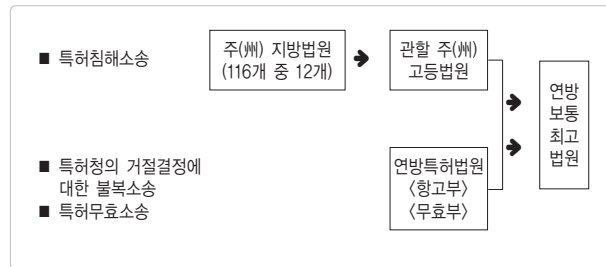 ■ 특허침해소송
주(州) 지방법원
(116개 중 12개)
관할 주(州)
고등법원
연방
보통
최고
법원
■ 특허청의 거절결정에
대한 불복소송
■ 특허무효소송
연방특허법원
〈항고부〉
〈무효부〉